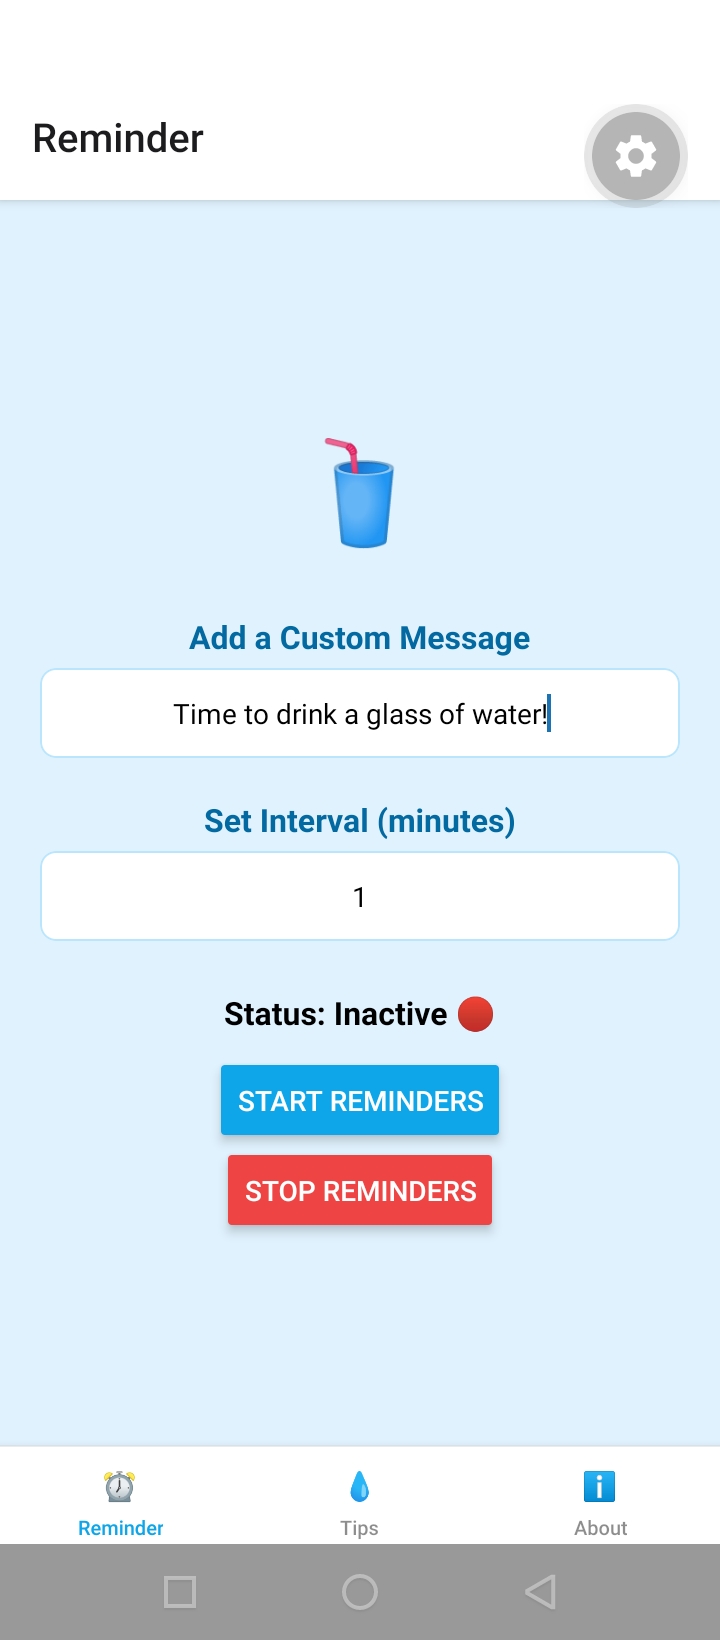 Reminder
Add a Custom Message
Time to drink a glass of water!
Set Interval (minutes)
1
Status: Inactive
START REMINDERS
STOP REMINDERS
Reminder
Tips
About